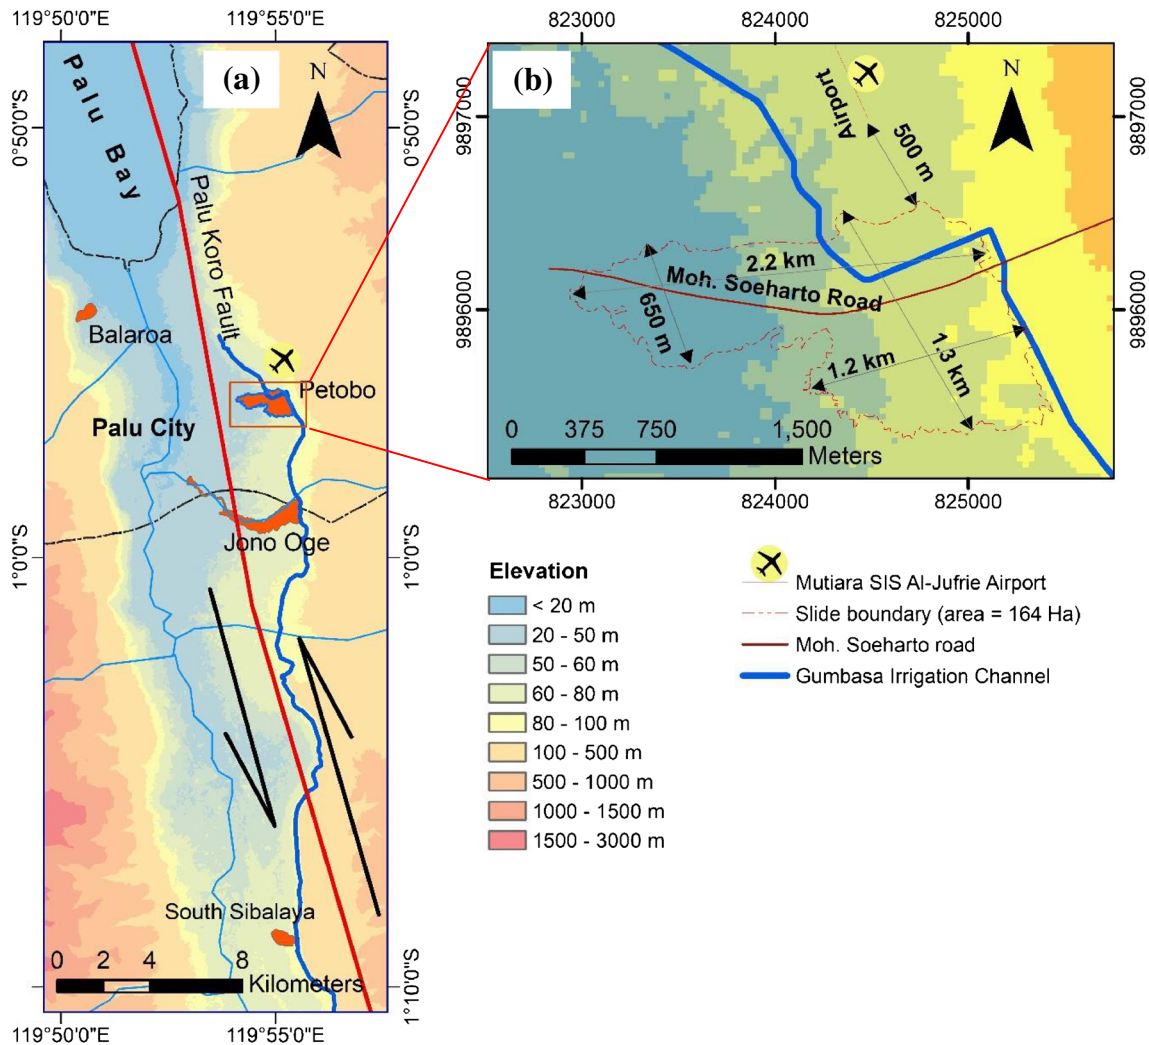 119°50'0"E
119°55'0"E
0°50'0"S
0°50'0"S
1°0'0"S
1°0'0"S
1°10'0"S
119°50'0"E
119°55'0"E
(a)
N
Palu Bay
Palu Koro Fault
Balaroa
Petobo
Palu City
Jono Oge
South Sibalaya
0 2 4 8
Kilometers
823000 824000 825000
9897000
9897000
9896000
9896000
(b)
N
Airport
500 m
2.2 km
Moh. Soeharto Road
650 m
1.2 km
1.3 km
0 375 750 1,500
Meters
823000 824000 825000
Elevation
< 20 m
20 - 50 m
50 - 60 m
60 - 80 m
80 - 100 m
100 - 500 m
500 - 1000 m
1000 - 1500 m
1500 - 3000 m
Mutiara SIS Al-Jufrie Airport
Slide boundary (area = 164 Ha)
Moh. Soeharto road
Gumbasa Irrigation Channel